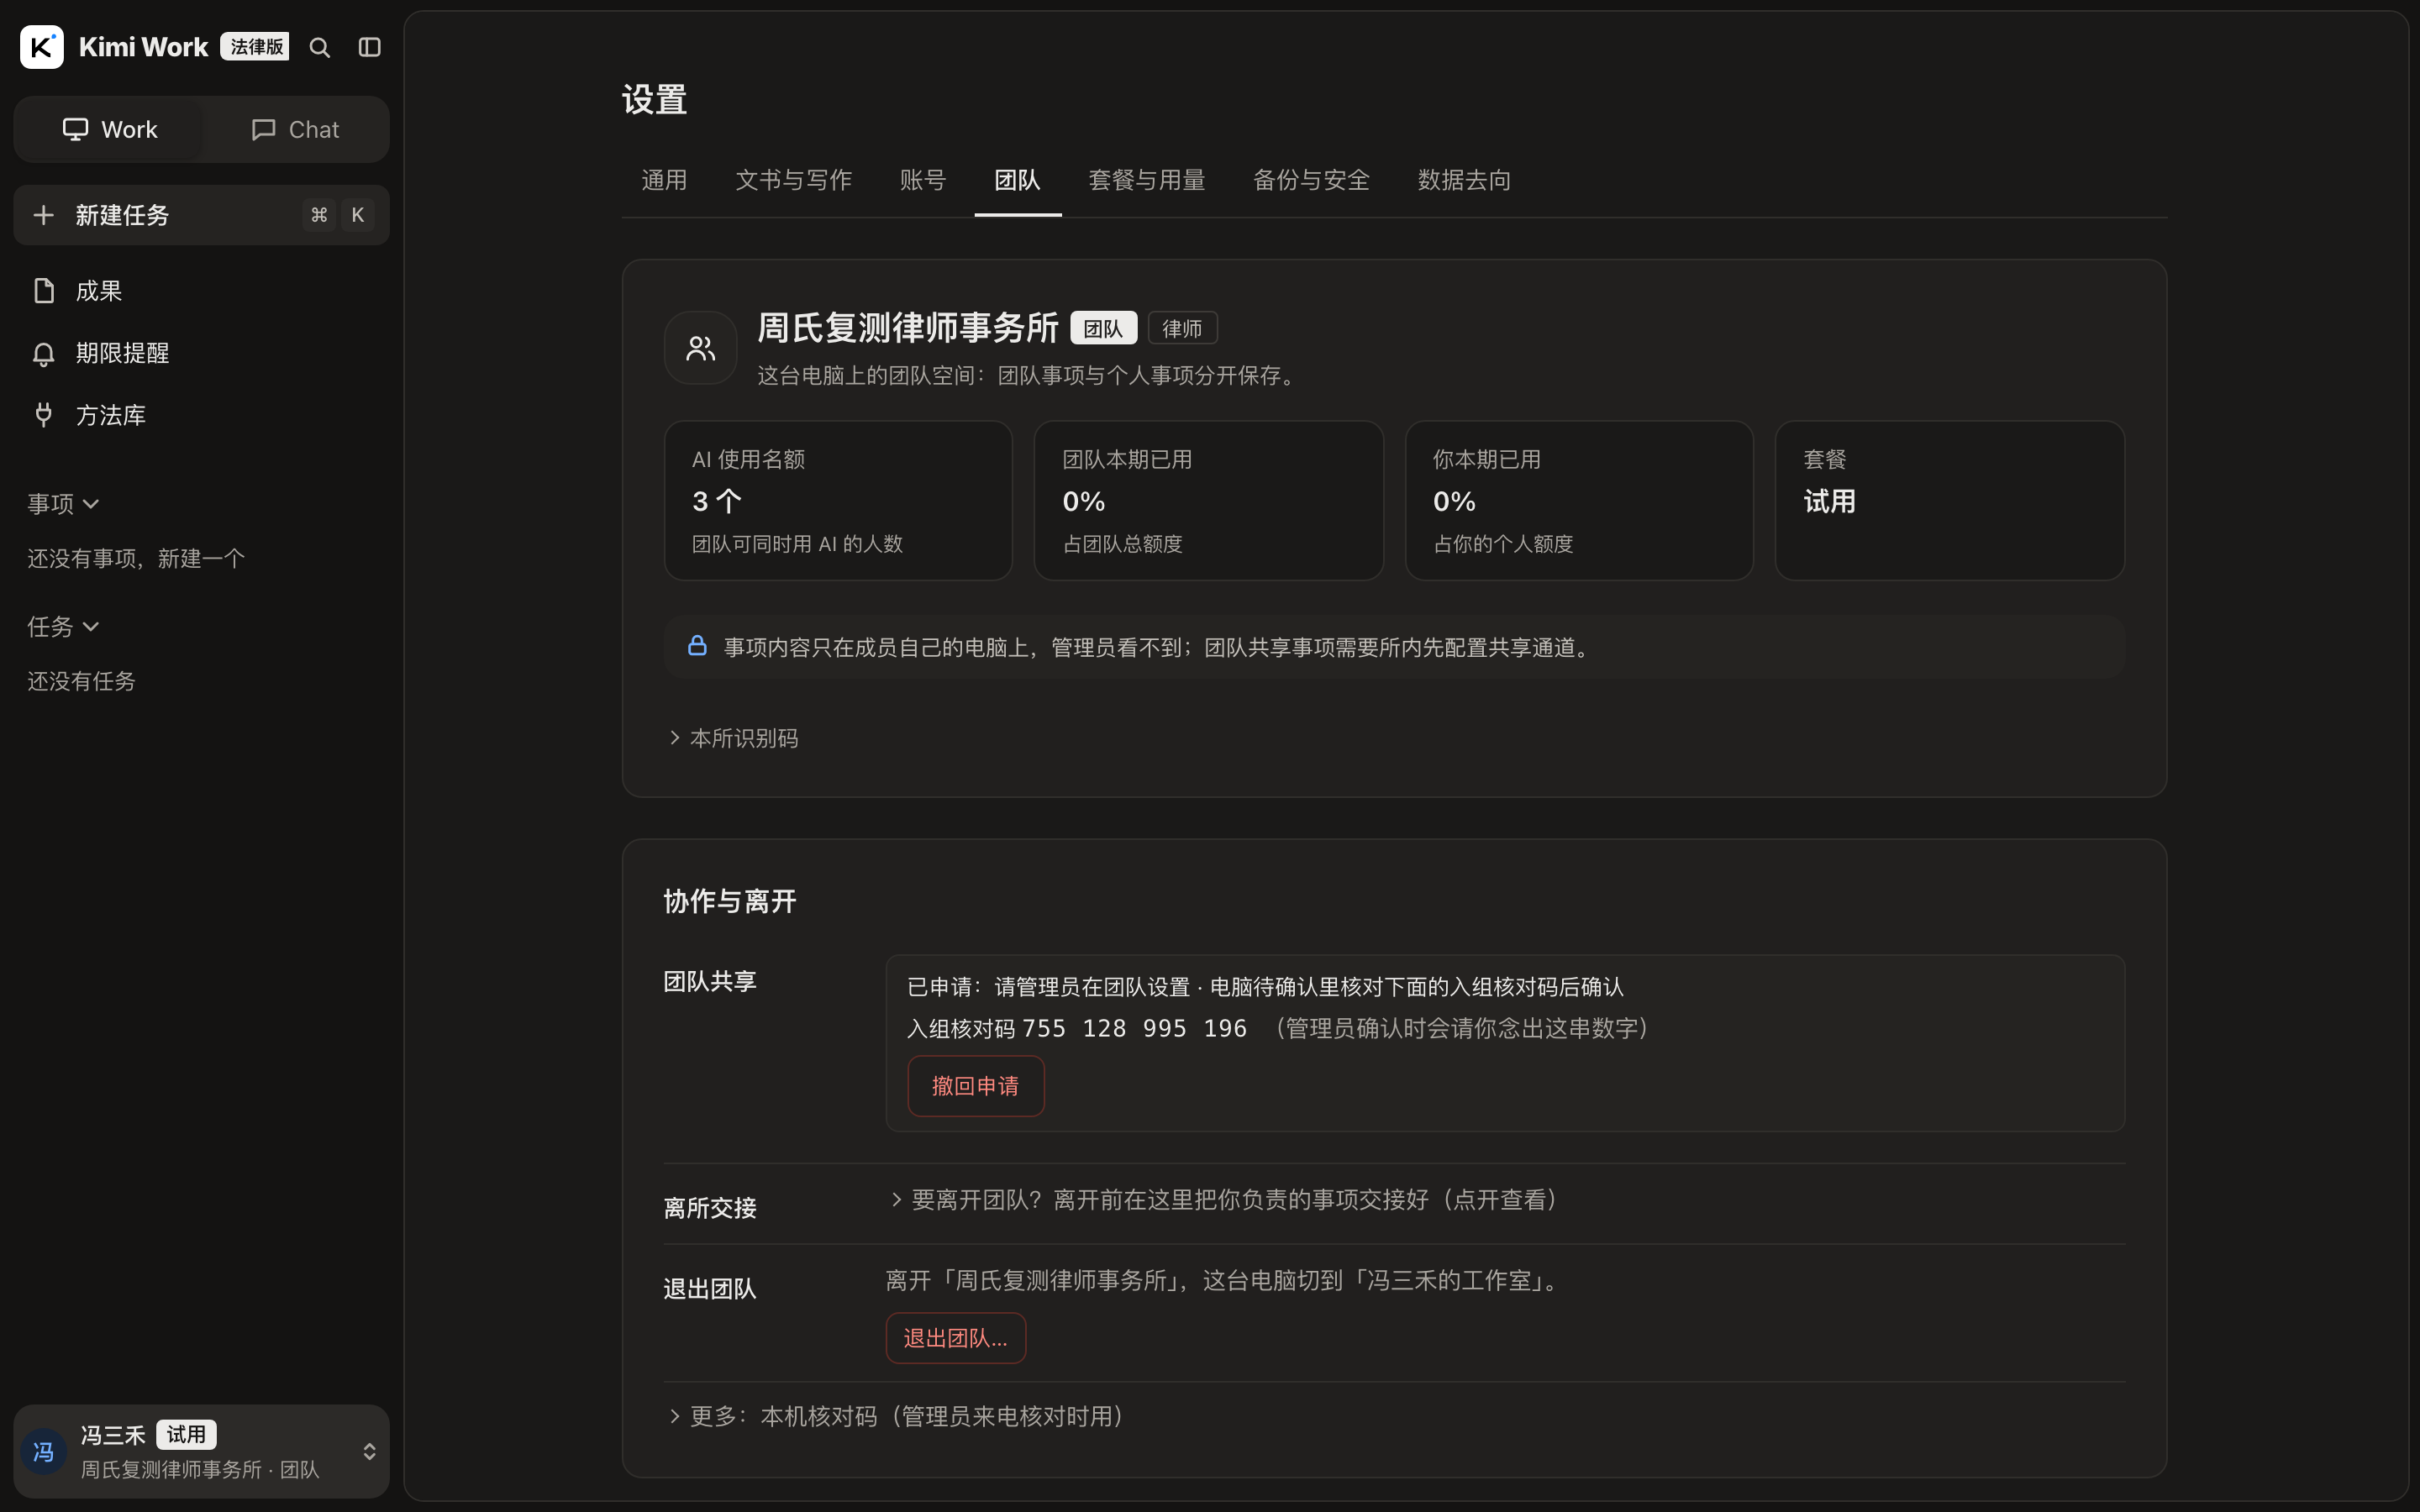 Kimi Work 法律版
Work
Chat
新建任务 ⌘ K
成果
期限提醒
方法库
事项
还没有事项，新建一个
任务
还没有任务
冯 冯三禾 试用
周氏复测律师事务所 · 团队
设置
通用 文书与写作 账号 团队 套餐与用量 备份与安全 数据去向
周氏复测律师事务所 团队 律师
这台电脑上的团队空间：团队事项与个人事项分开保存。
AI 使用名额
3 个
团队可同时用 AI 的人数
团队本期已用
0%
占团队总额度
你本期已用
0%
占你的个人额度
套餐
试用
事项内容只在成员自己的电脑上，管理员看不到；团队共享事项需要所内先配置共享通道。
本所识别码
协作与离开
团队共享
已申请：请管理员在团队设置 · 电脑待确认里核对下面的入组核对码后确认
入组核对码 755 128 995 196 （管理员确认时会请你念出这串数字）
撤回申请
离所交接
要离开团队？离开前在这里把你负责的事项交接好（点开查看）
退出团队
离开「周氏复测律师事务所」，这台电脑切到「冯三禾的工作室」。
退出团队...
更多：本机核对码（管理员来电核对时用）